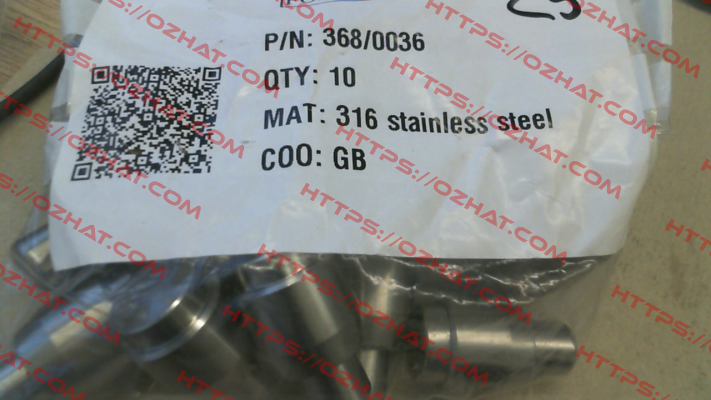 P/N: 368/0036
QTY: 10
MAT: 316 stainless steel
COO: GB
HTTPS://OZHAT.COM